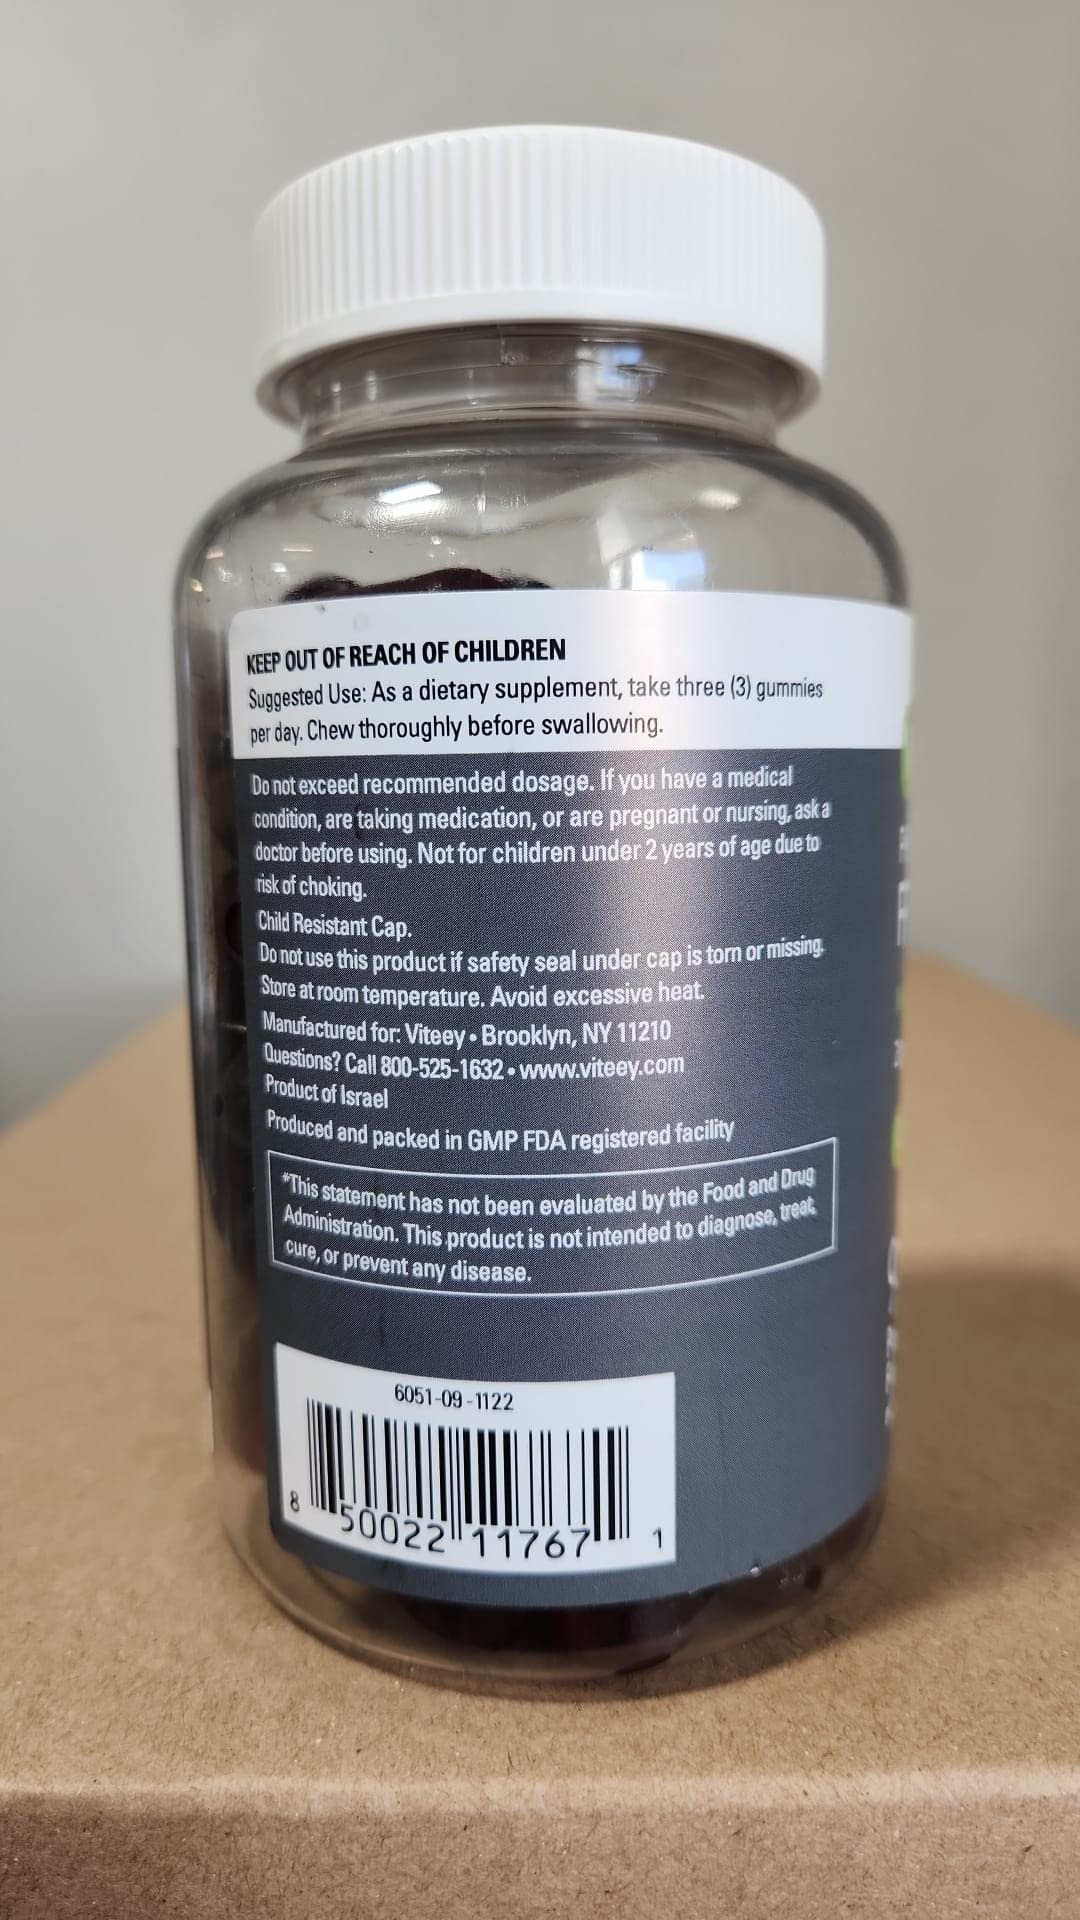 KEEP OUT OF REACH OF CHILDREN
Suggested Use: As a dietary supplement, take three (3) gummies
per day. Chew thoroughly before swallowing.
Do not exceed recommended dosage. If you have a medical
condition, are taking medication, or are pregnant or nursing, ask a
doctor before using. Not for children under 2 years of age due to
risk of choking.
Child Resistant Cap.
Do not use this product if safety seal under cap is torn or missing.
Store at room temperature. Avoid excessive heat.
Manufactured for: Viteey • Brooklyn, NY 11210
Questions? Call 800-525-1632 • www.viteey.com
Product of Israel
Produced and packed in GMP FDA registered facility
*This statement has not been evaluated by the Food and Drug
Administration. This product is not intended to diagnose, treat,
cure, or prevent any disease.
6051-09-1122
8 50022 11767 1